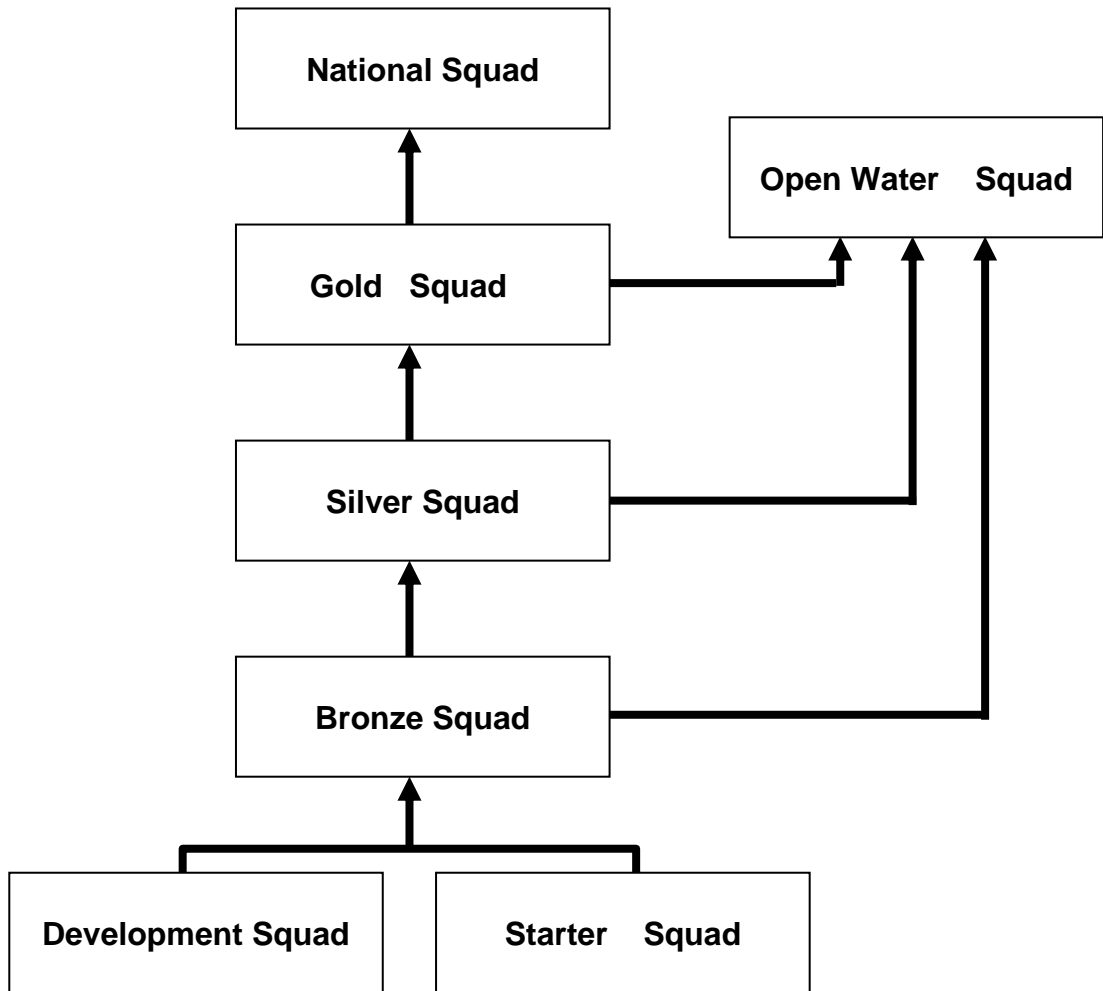 National Squad
Open Water Squad
Gold Squad
Silver Squad
Bronze Squad
Development Squad
Starter Squad